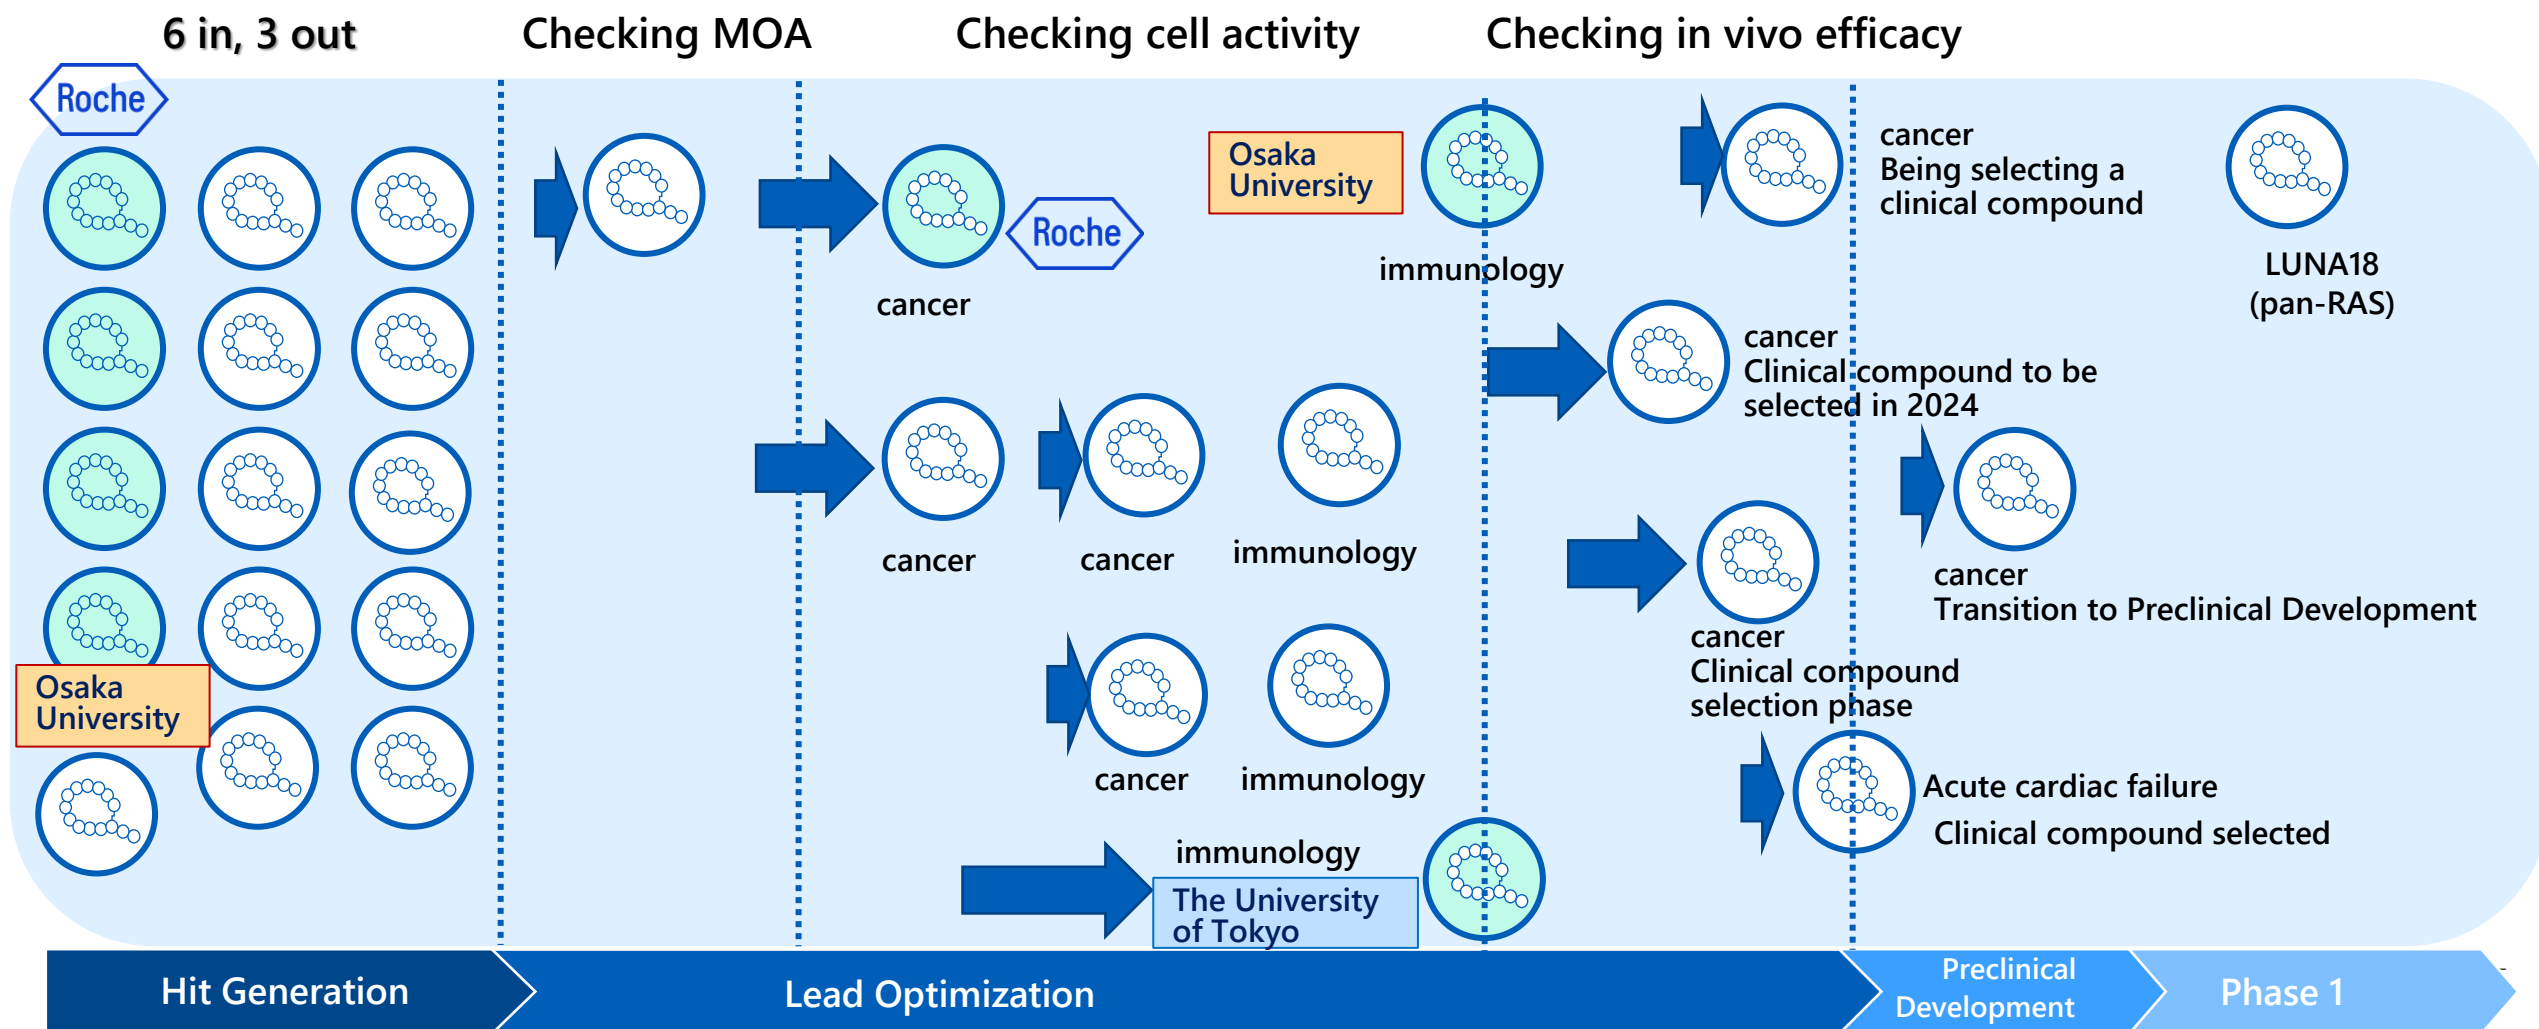 6 in, 3 out
Checking MOA
Checking cell activity
Checking in vivo efficacy
Roche
Osaka
University
cancer
Roche
immunology
cancer
Being selecting a
clinical compound
LUNA18
(pan-RAS)
cancer
Clinical compound to be
selected in 2024
cancer
cancer
immunology
cancer
Transition to Preclinical Development
cancer
Clinical compound
selection phase
Osaka
University
cancer
immunology
Acute cardiac failure
Clinical compound selected
immunology
The University
of Tokyo
Hit Generation
Lead Optimization
Preclinical
Development
Phase 1